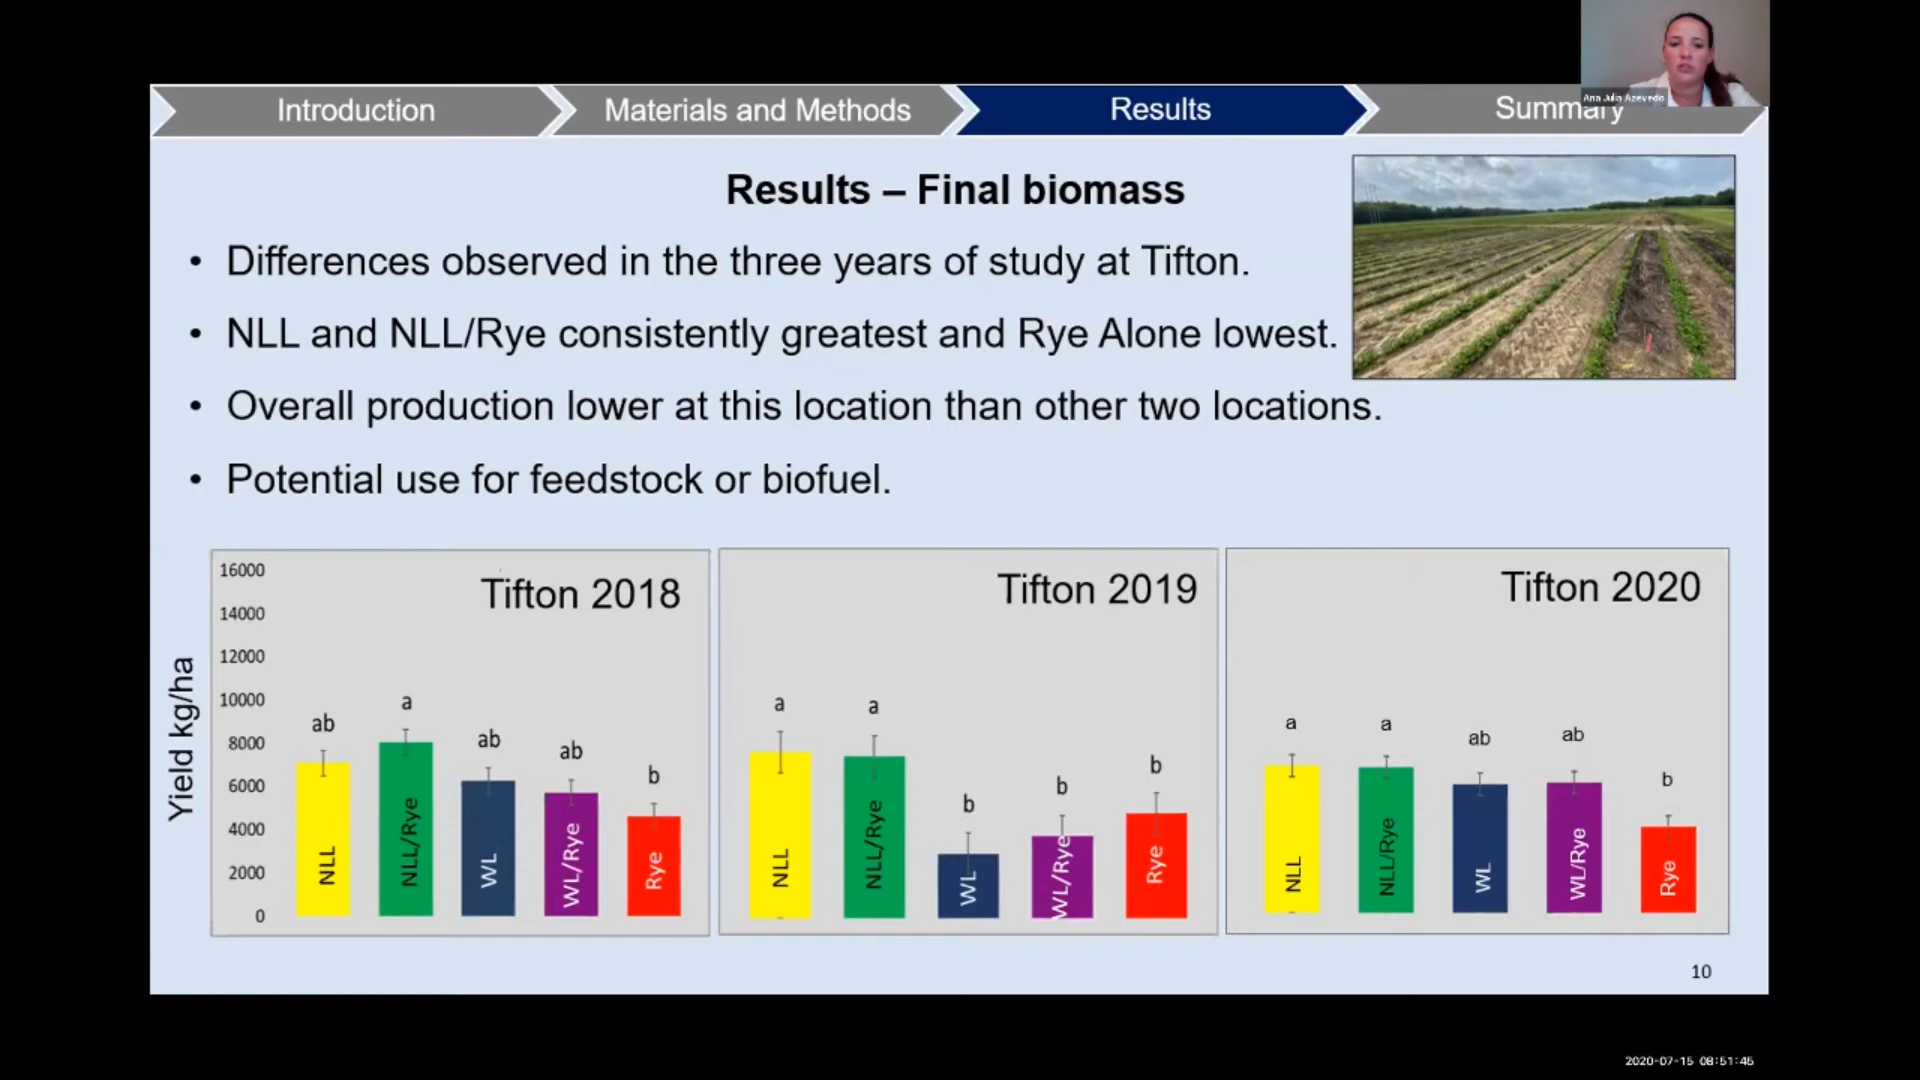 Ana Julia Azevedo
Introduction
Materials and Methods
Results
Summary
Results – Final biomass
• Differences observed in the three years of study at Tifton.
• NLL and NLL/Rye consistently greatest and Rye Alone lowest.
• Overall production lower at this location than other two locations.
• Potential use for feedstock or biofuel.
Yield kg/ha
16000
14000
12000
10000
8000
6000
4000
2000
0
Tifton 2018
ab
a
ab
ab
b
NLL
NLL/Rye
WL
WL/Rye
Rye
Tifton 2019
a
a
b
b
b
NLL
NLL/Rye
WL
WL/Rye
Rye
Tifton 2020
a
a
ab
ab
b
NLL
NLL/Rye
WL
WL/Rye
Rye
10
2020-07-15 08:51:45